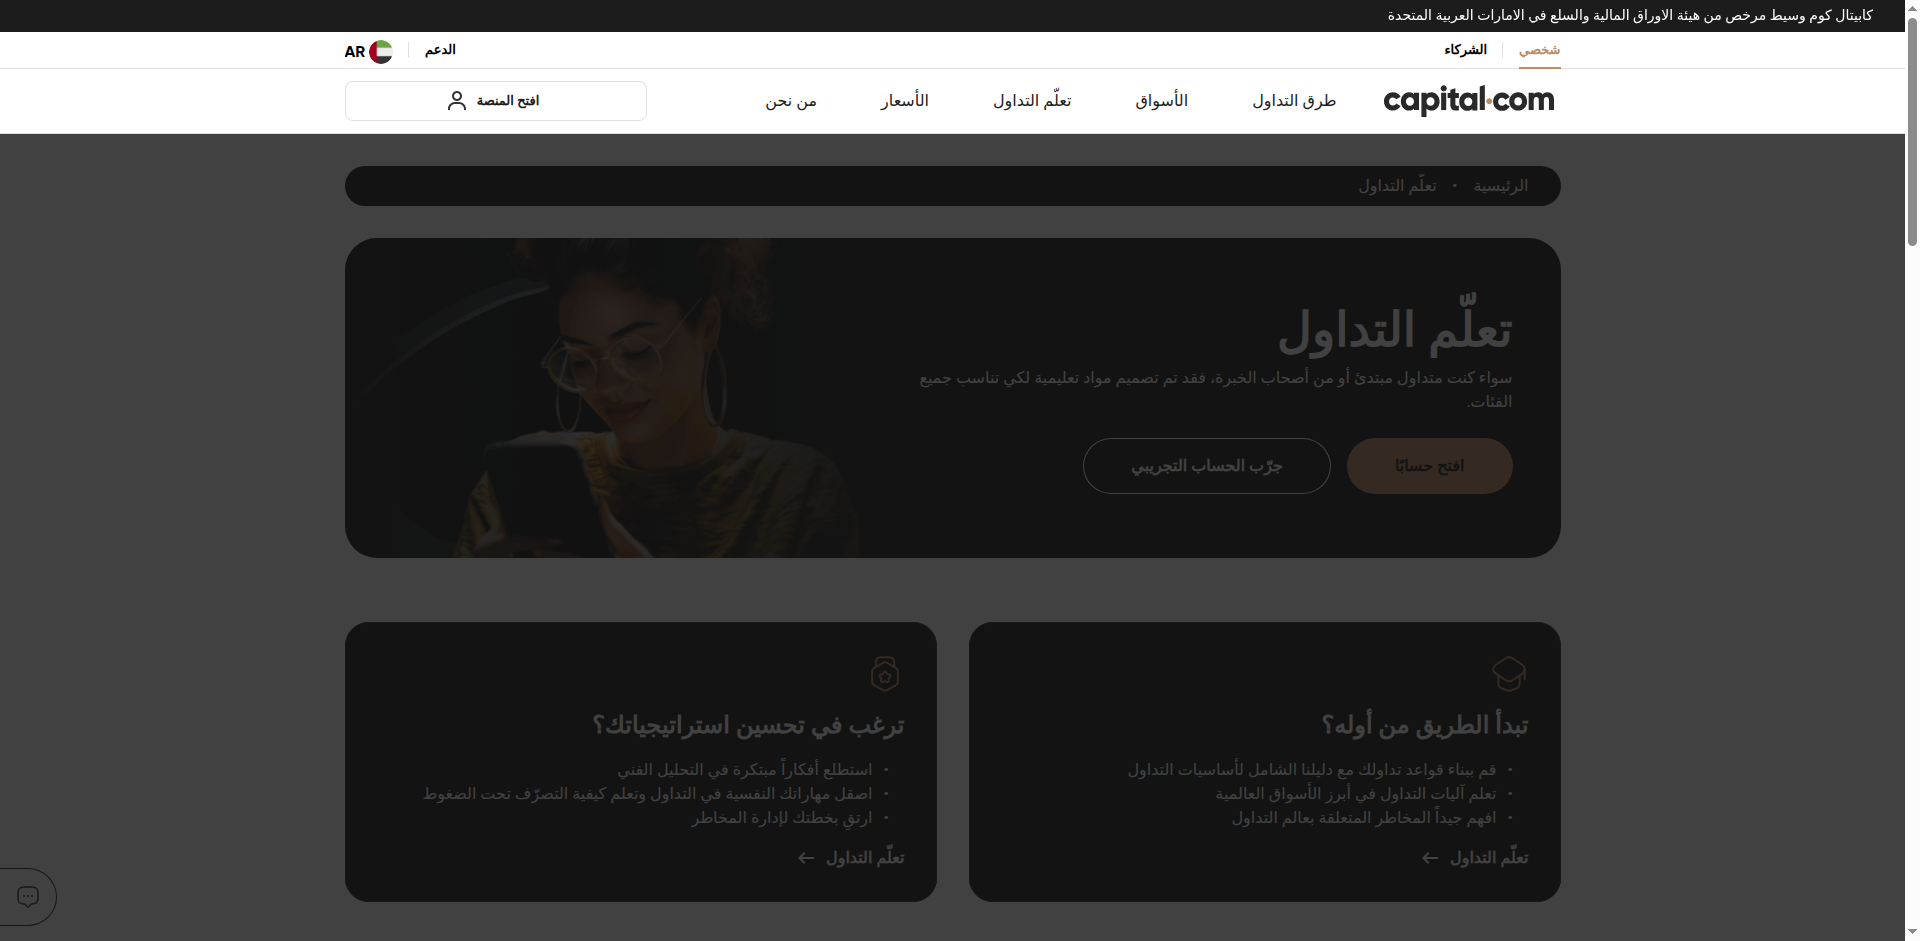 كابيتال كوم وسيط مرخص من هيئة الاوراق المالية والسلع في الامارات العربية المتحدة
شخصي
الشركاء
الدعم
AR
capital.com
طرق التداول
الأسواق
تعلّم التداول
الأسعار
من نحن
افتح المنصة
الرئيسية • تعلّم التداول
تعلّم التداول
سواء كنت متداول مبتدئ أو من أصحاب الخبرة، فقد تم تصميم مواد تعليمية لكي تناسب جميع
الفئات.
افتح حسابًا
جرّب الحساب التجريبي
تبدأ الطريق من أوله؟
• قم ببناء قواعد تداولك مع دليلنا الشامل لأساسيات التداول
• تعلم آليات التداول في أبرز الأسواق العالمية
• افهم جيداً المخاطر المتعلقة بعالم التداول
تعلّم التداول
ترغب في تحسين استراتيجياتك؟
• استطلع أفكاراً مبتكرة في التحليل الفني
• اصقل مهاراتك النفسية في التداول وتعلم كيفية التصرّف تحت الضغوط
• ارتقِ بخطتك لإدارة المخاطر
تعلّم التداول